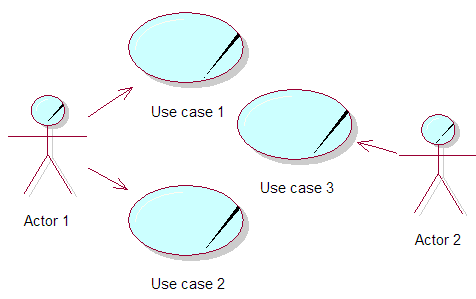 Use case 1
Use case 3
Actor 1
Actor 2
Use case 2